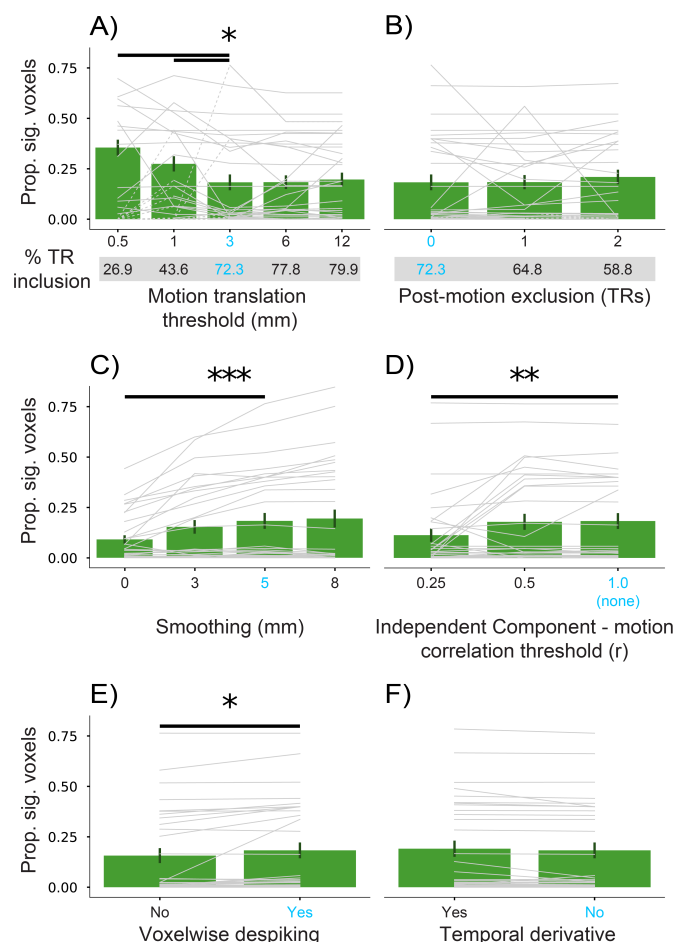 A)
*
Prop. sig. voxels
0.75
0.50
0.25
0.00
0.5 1 3 6 12
% TR inclusion
26.9 43.6 72.3 77.8 79.9
Motion translation
threshold (mm)
B)
0 1 2
72.3 64.8 58.8
Post-motion exclusion (TRs)
C)
***
Prop. sig. voxels
0.75
0.50
0.25
0.00
0 3 5 8
Smoothing (mm)
D)
**
0.25 0.5 1.0
(none)
Independent Component - motion
correlation threshold (r)
E)
*
Prop. sig. voxels
0.75
0.50
0.25
0.00
No Yes
Voxelwise despiking
F)
Yes No
Temporal derivative